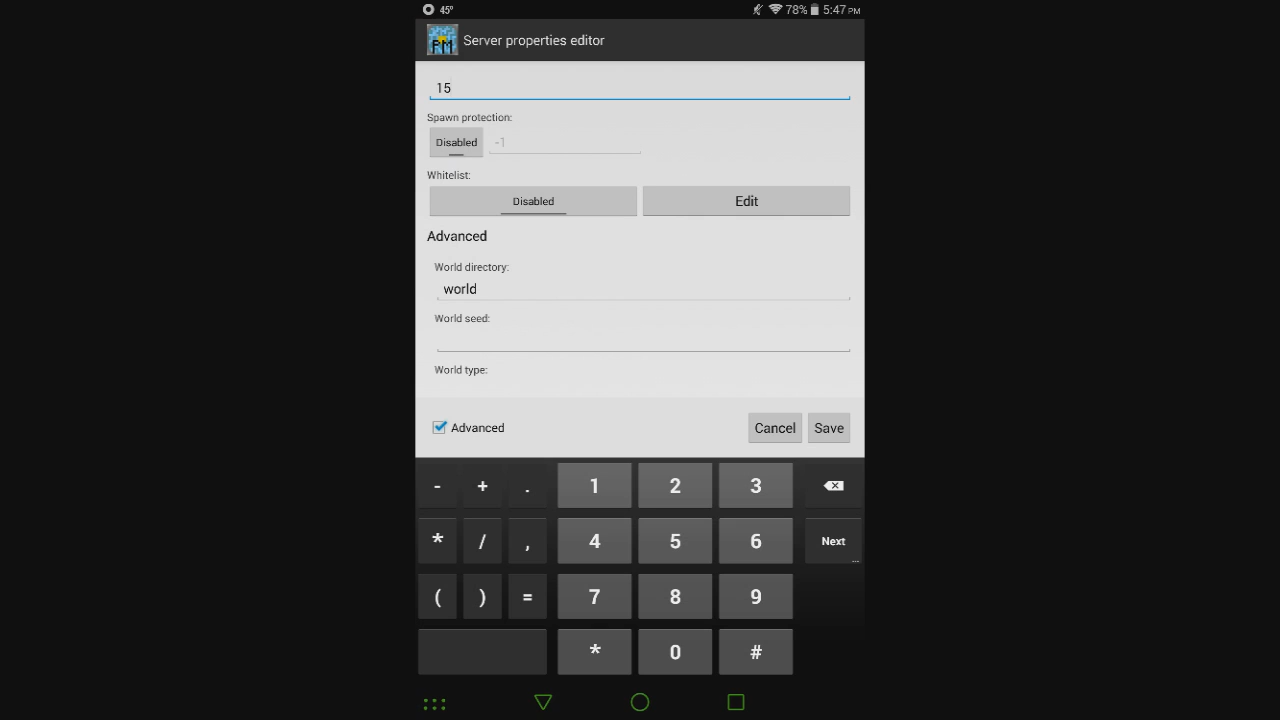 45°
78% 5:47 PM
PM Server properties editor
15
Spawn protection:
Disabled -1
Whitelist:
Disabled Edit
Advanced
World directory:
world
World seed:
World type:
Advanced Cancel Save
- + . 1 2 3
* / , 4 5 6 Next ...
( ) = 7 8 9
* 0 #